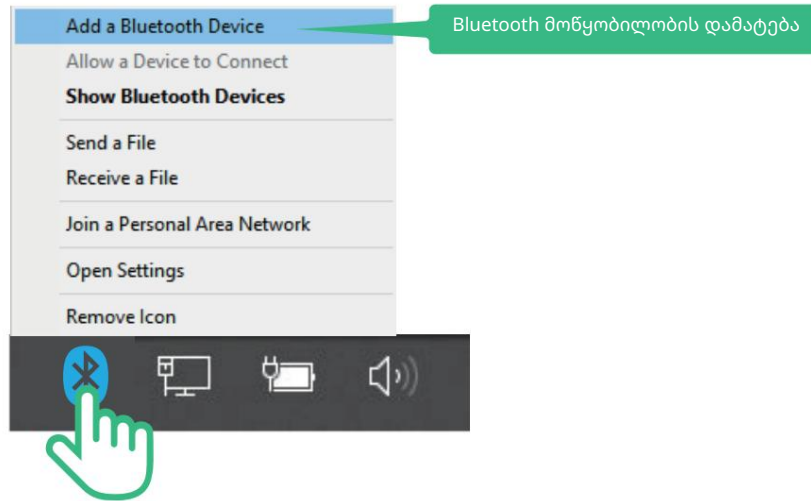 Add a Bluetooth Device
Bluetooth მოწყობილობის დამატება
Allow a Device to Connect
Show Bluetooth Devices
Send a File
Receive a File
Join a Personal Area Network
Open Settings
Remove Icon